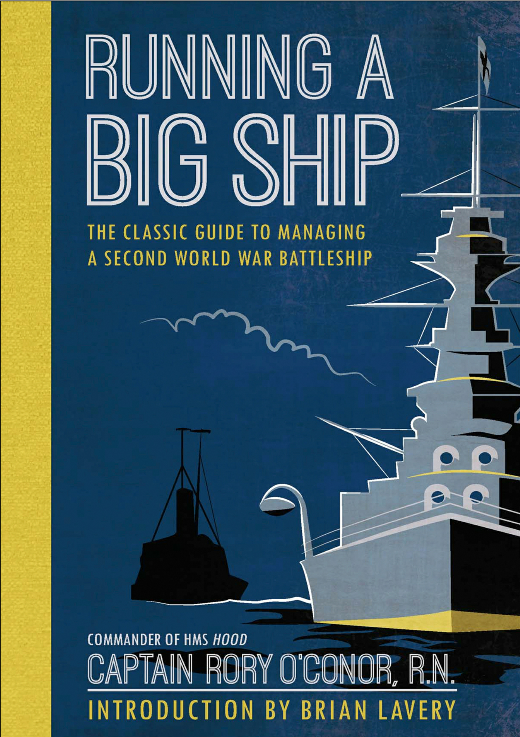 RUNNING A
BIG SHIP
THE CLASSIC GUIDE TO MANAGING
A SECOND WORLD WAR BATTLESHIP
COMMANDER OF HMS HOOD
CAPTAIN RORY O'CONOR, R.N.
INTRODUCTION BY BRIAN LAVERY